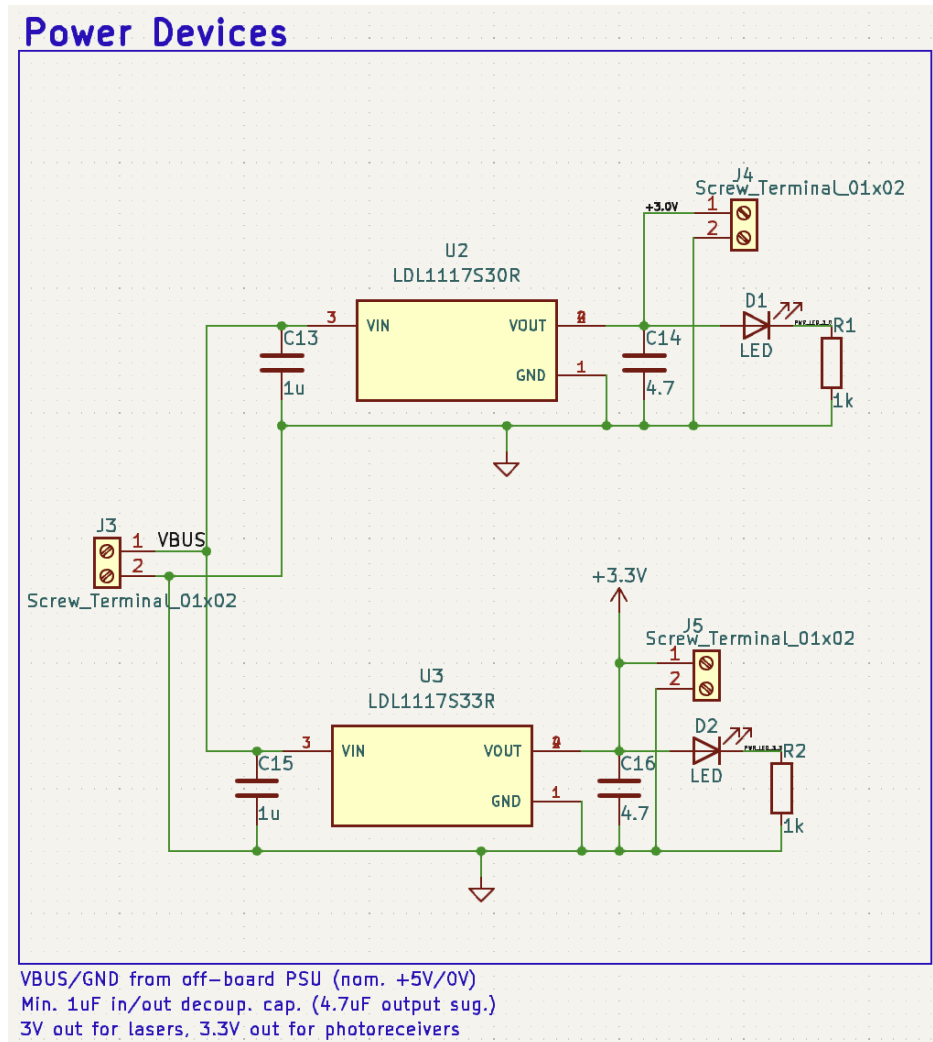 Power Devices
J4
Screw_Terminal_01x02
+3.0V
1
2
U2
LDL1117S30R
3
VIN
VOUT
GND
1
C13
1u
C14
4.7
D1
LED
R1
1k
J3
1
VBUS
2
Screw_Terminal_01x02
+3.3V
J5
Screw_Terminal_01x02
1
2
U3
LDL1117S33R
3
VIN
VOUT
GND
1
C15
1u
C16
4.7
D2
LED
R2
1k
VBUS/GND from off-board PSU (nom. +5V/0V)
Min. 1uF in/out decoup. cap. (4.7uF output sug.)
3V out for lasers, 3.3V out for photoreceivers